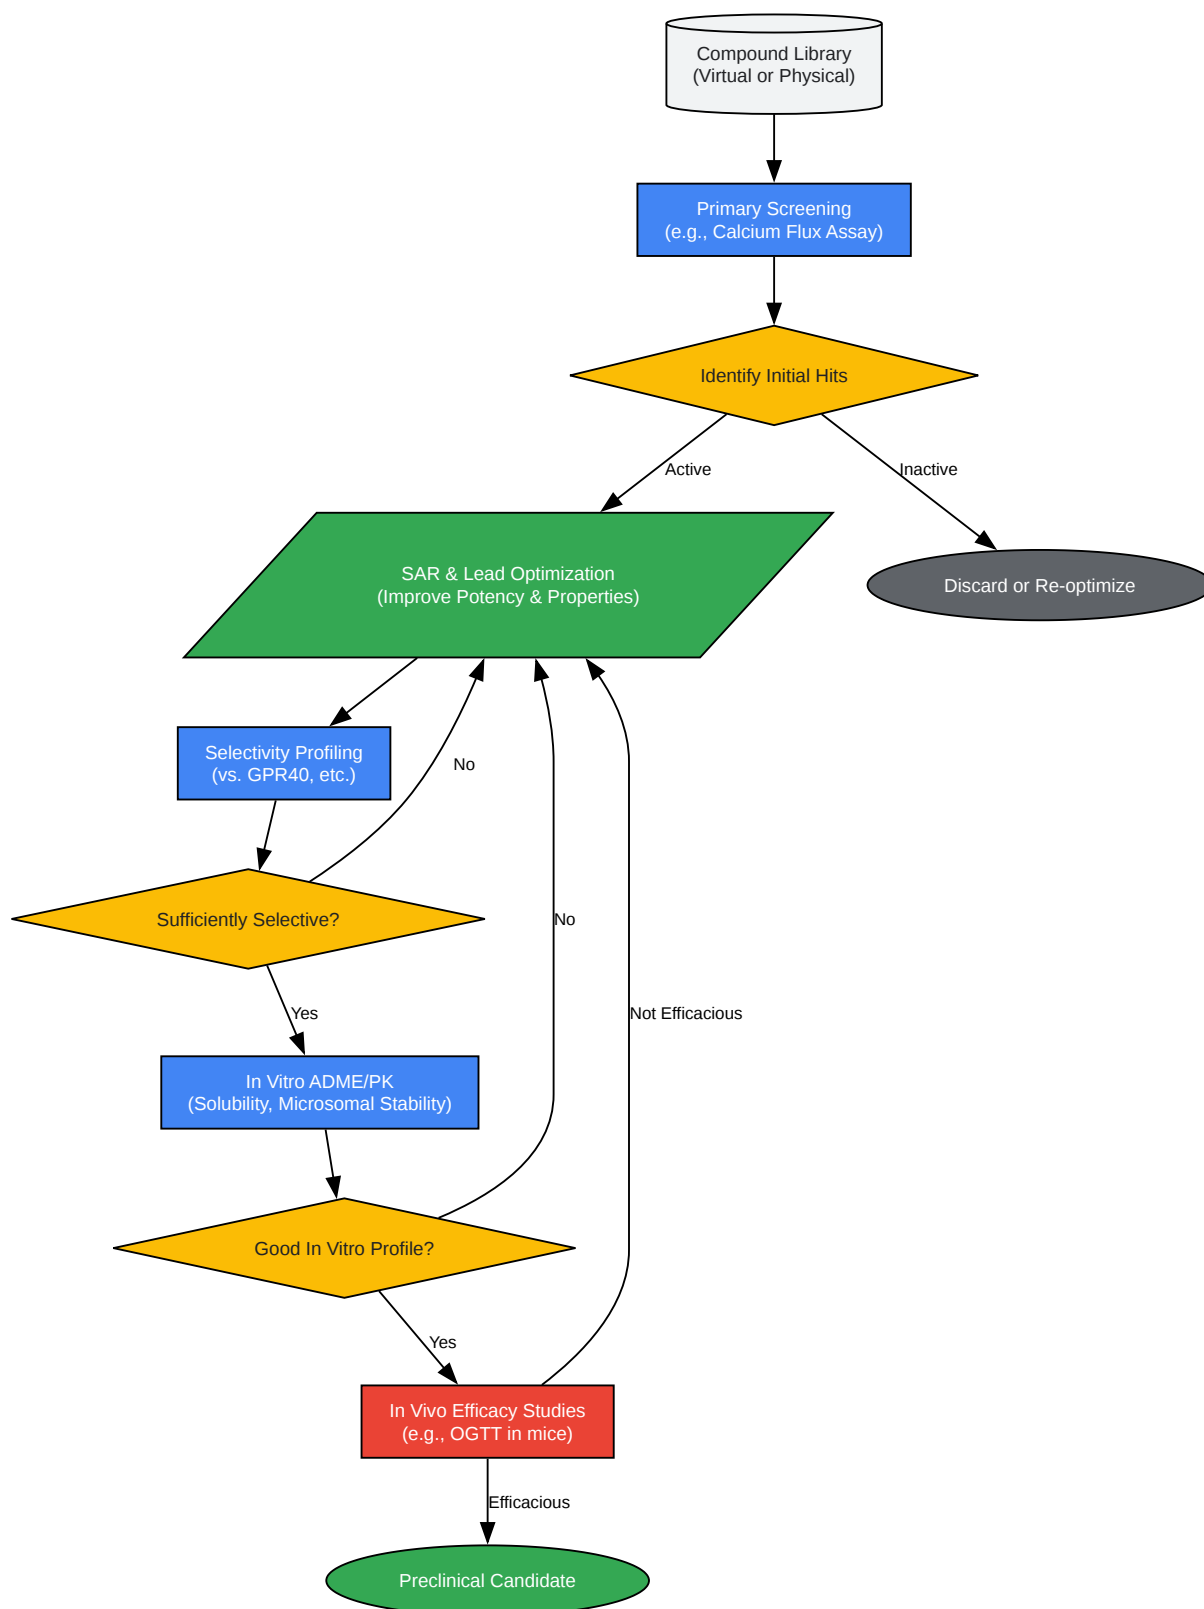 Compound Library
(Virtual or Physical)
Primary Screening
(e.g., Calcium Flux Assay)
Identify Initial Hits
Active
Inactive
SAR & Lead Optimization
(Improve Potency & Properties)
Discard or Re-optimize
Selectivity Profiling
(vs. GPR40, etc.)
No
Sufficiently Selective?
No
Yes
Not Efficacious
In Vitro ADME/PK
(Solubility, Microsomal Stability)
Good In Vitro Profile?
Yes
In Vivo Efficacy Studies
(e.g., OGTT in mice)
Efficacious
Preclinical Candidate